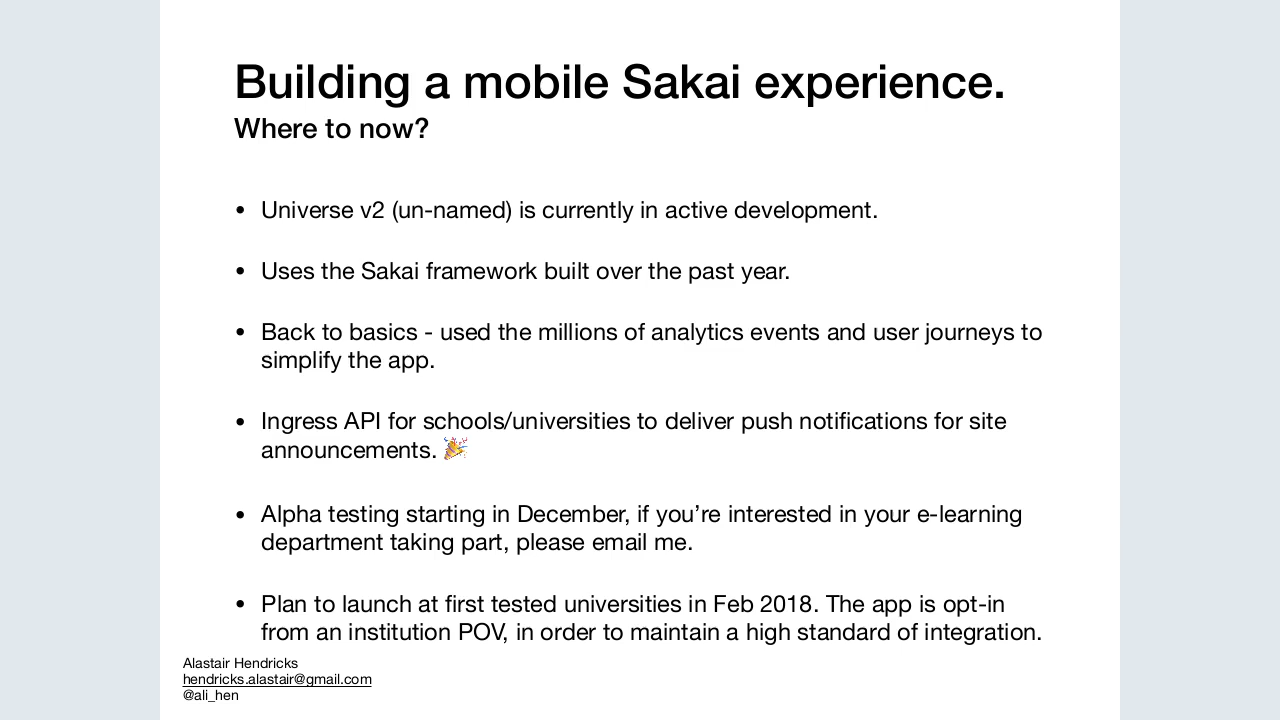 Building a mobile Sakai experience.
Where to now?
• Universe v2 (un-named) is currently in active development.
• Uses the Sakai framework built over the past year.
• Back to basics - used the millions of analytics events and user journeys to
simplify the app.
• Ingress API for schools/universities to deliver push notifications for site
announcements. 🎉
• Alpha testing starting in December, if you’re interested in your e-learning
department taking part, please email me.
• Plan to launch at first tested universities in Feb 2018. The app is opt-in
from an institution POV, in order to maintain a high standard of integration.
Alastair Hendricks
hendricks.alastair@gmail.com
@ali_hen